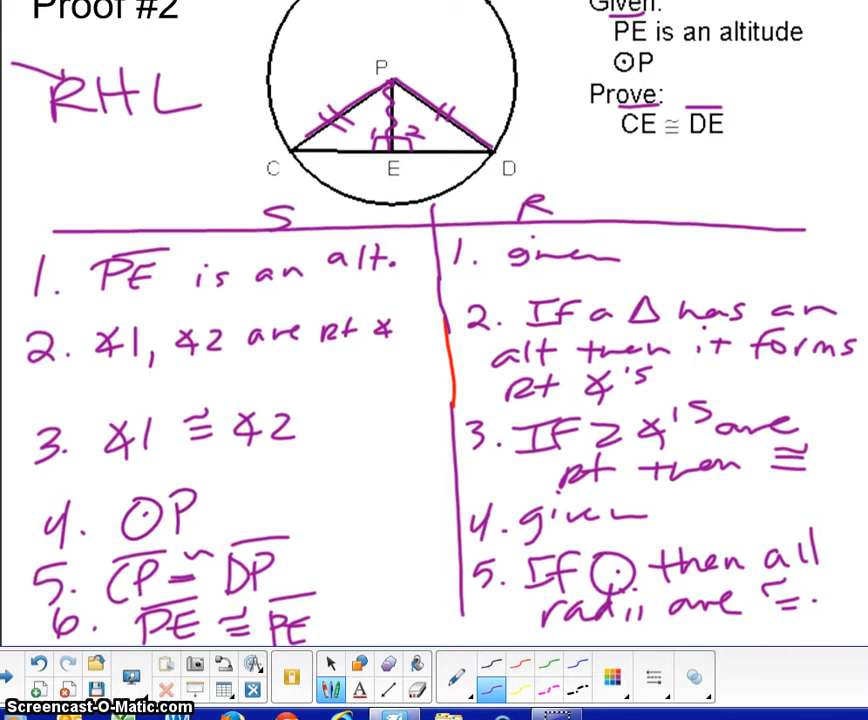 Proof #2
Given:
PE is an altitude
⊙P
Prove:
CE ≅ DE
RHL
P
1 2
C E D
S R
1. PE is an alt. 1. given
2. ∡1, ∡2 are Rt ∡ 2. If a Δ has an
alt then it forms
Rt ∡'s
3. ∡1 ≅ ∡2 3. IF 2 ∡'s are
Rt then ≅
4. ⊙P 4. given
5. CP ≅ DP 5. If ⊙ then all
radii are ≅.
6. PE ≅ PE
Screencast-O-Matic.com